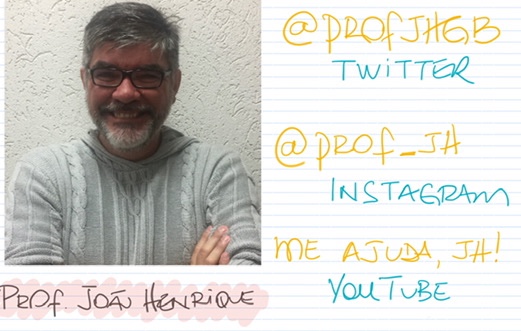 @PROFJHGB
TWITTER
@PROF_JH
INSTAGRAM
ME AJUDA, JH!
YOUTUBE
PROF. JOÃO HENRIQUE